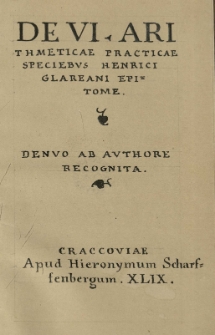 DE VI. ARI
THMETICAE PRACTICAE
SPECIEBVS HENRICI
GLAREANI EPI=
TOME.
DENVO AB AVTHORE
RECOGNITA.
CRACCOVIAE
Apud Hieronymum Scharf=
fenbergum. XLIX.